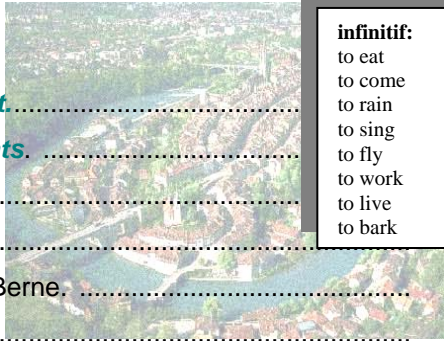 infinitif:
to eat
to come
to rain
to sing
to fly
to work
to live
to bark
t.
ts.
Berne.